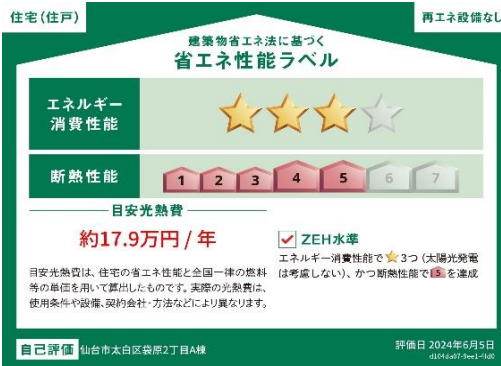 住宅(住戸)
再エネ設備なし
建築物省エネ法に基づく
省エネ性能ラベル
エネルギー
消費性能
断熱性能
1 2 3 4 5 6 7
目安光熱費
約17.9万円 / 年
目安光熱費は、住宅の省エネ性能と全国一律の燃料
等の単価を用いて算出したものです。実際の光熱費は、
使用条件や設備、契約会社・方法などにより異なります。
ZEH水準
エネルギー消費性能で★3つ(太陽光発電
は考慮しない)、かつ断熱性能で5を達成
自己評価 仙台市太白区袋原2丁目A棟
評価日 2024年6月5日